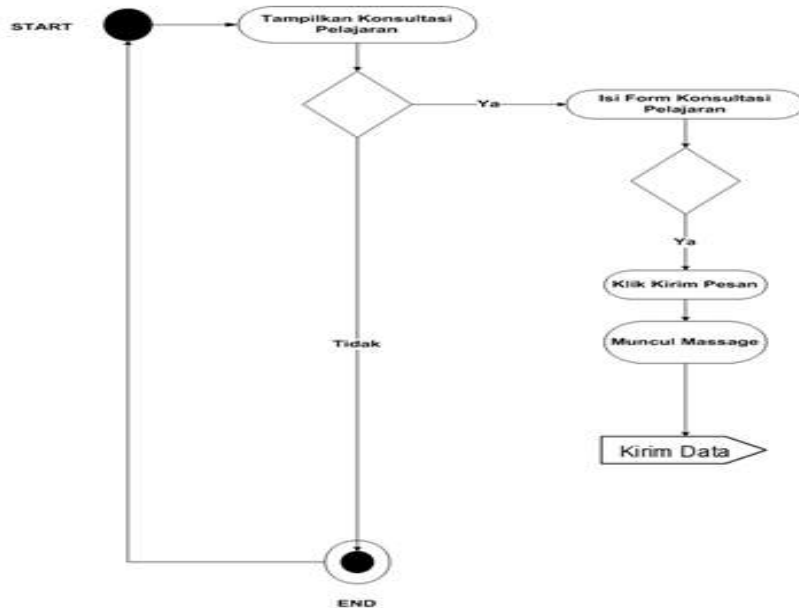 START
Tampilkan Konsultasi
Pelajaran
Ya
Isi Form Konsultasi
Pelajaran
Ya
Klik Kirim Pesan
Tidak
Muncul Massage
Kirim Data
END